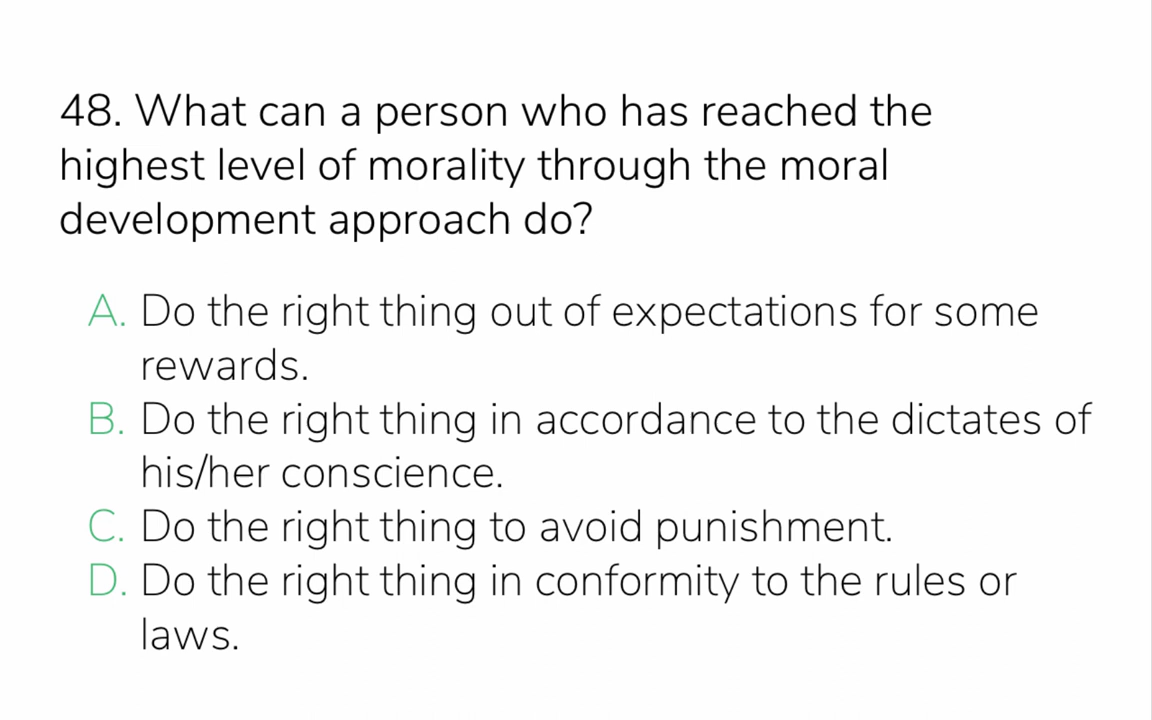 48. What can a person who has reached the
highest level of morality through the moral
development approach do?
A. Do the right thing out of expectations for some
rewards.
B. Do the right thing in accordance to the dictates of
his/her conscience.
C. Do the right thing to avoid punishment.
D. Do the right thing in conformity to the rules or
laws.